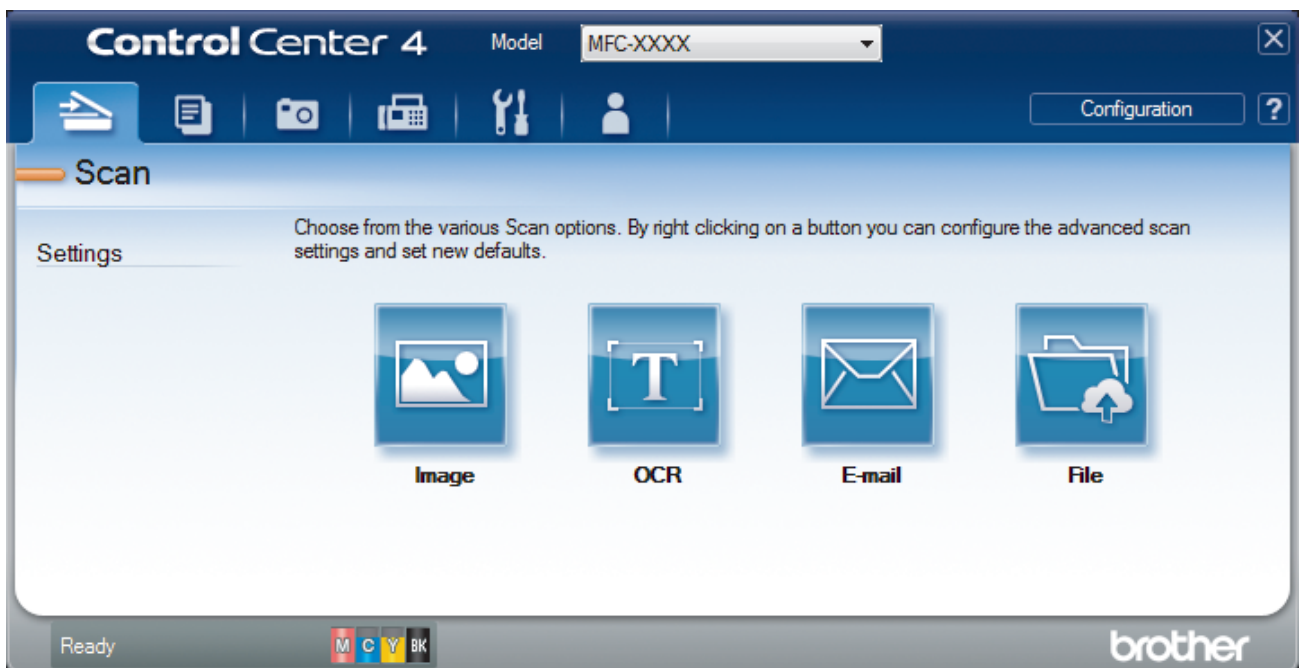 ControlCenter 4 Model MFC-XXXX
Configuration ?
Scan
Choose from the various Scan options. By right clicking on a button you can configure the advanced scan
settings and set new defaults.
Settings
T
Image OCR E-mail File
Ready M C Y BK brother